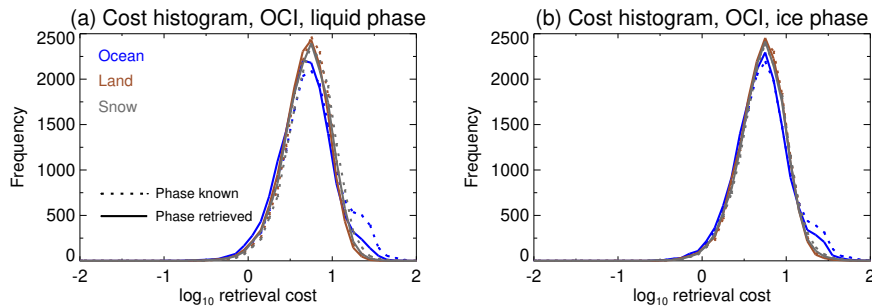 (a) Cost histogram, OCI, liquid phase
2500
2000
1500
1000
500
0
Frequency
Ocean
Land
Snow
Phase known
Phase retrieved
-2 -1 0 1 2
log10 retrieval cost
(b) Cost histogram, OCI, ice phase
2500
2000
1500
1000
500
0
Frequency
-2 -1 0 1 2
log10 retrieval cost